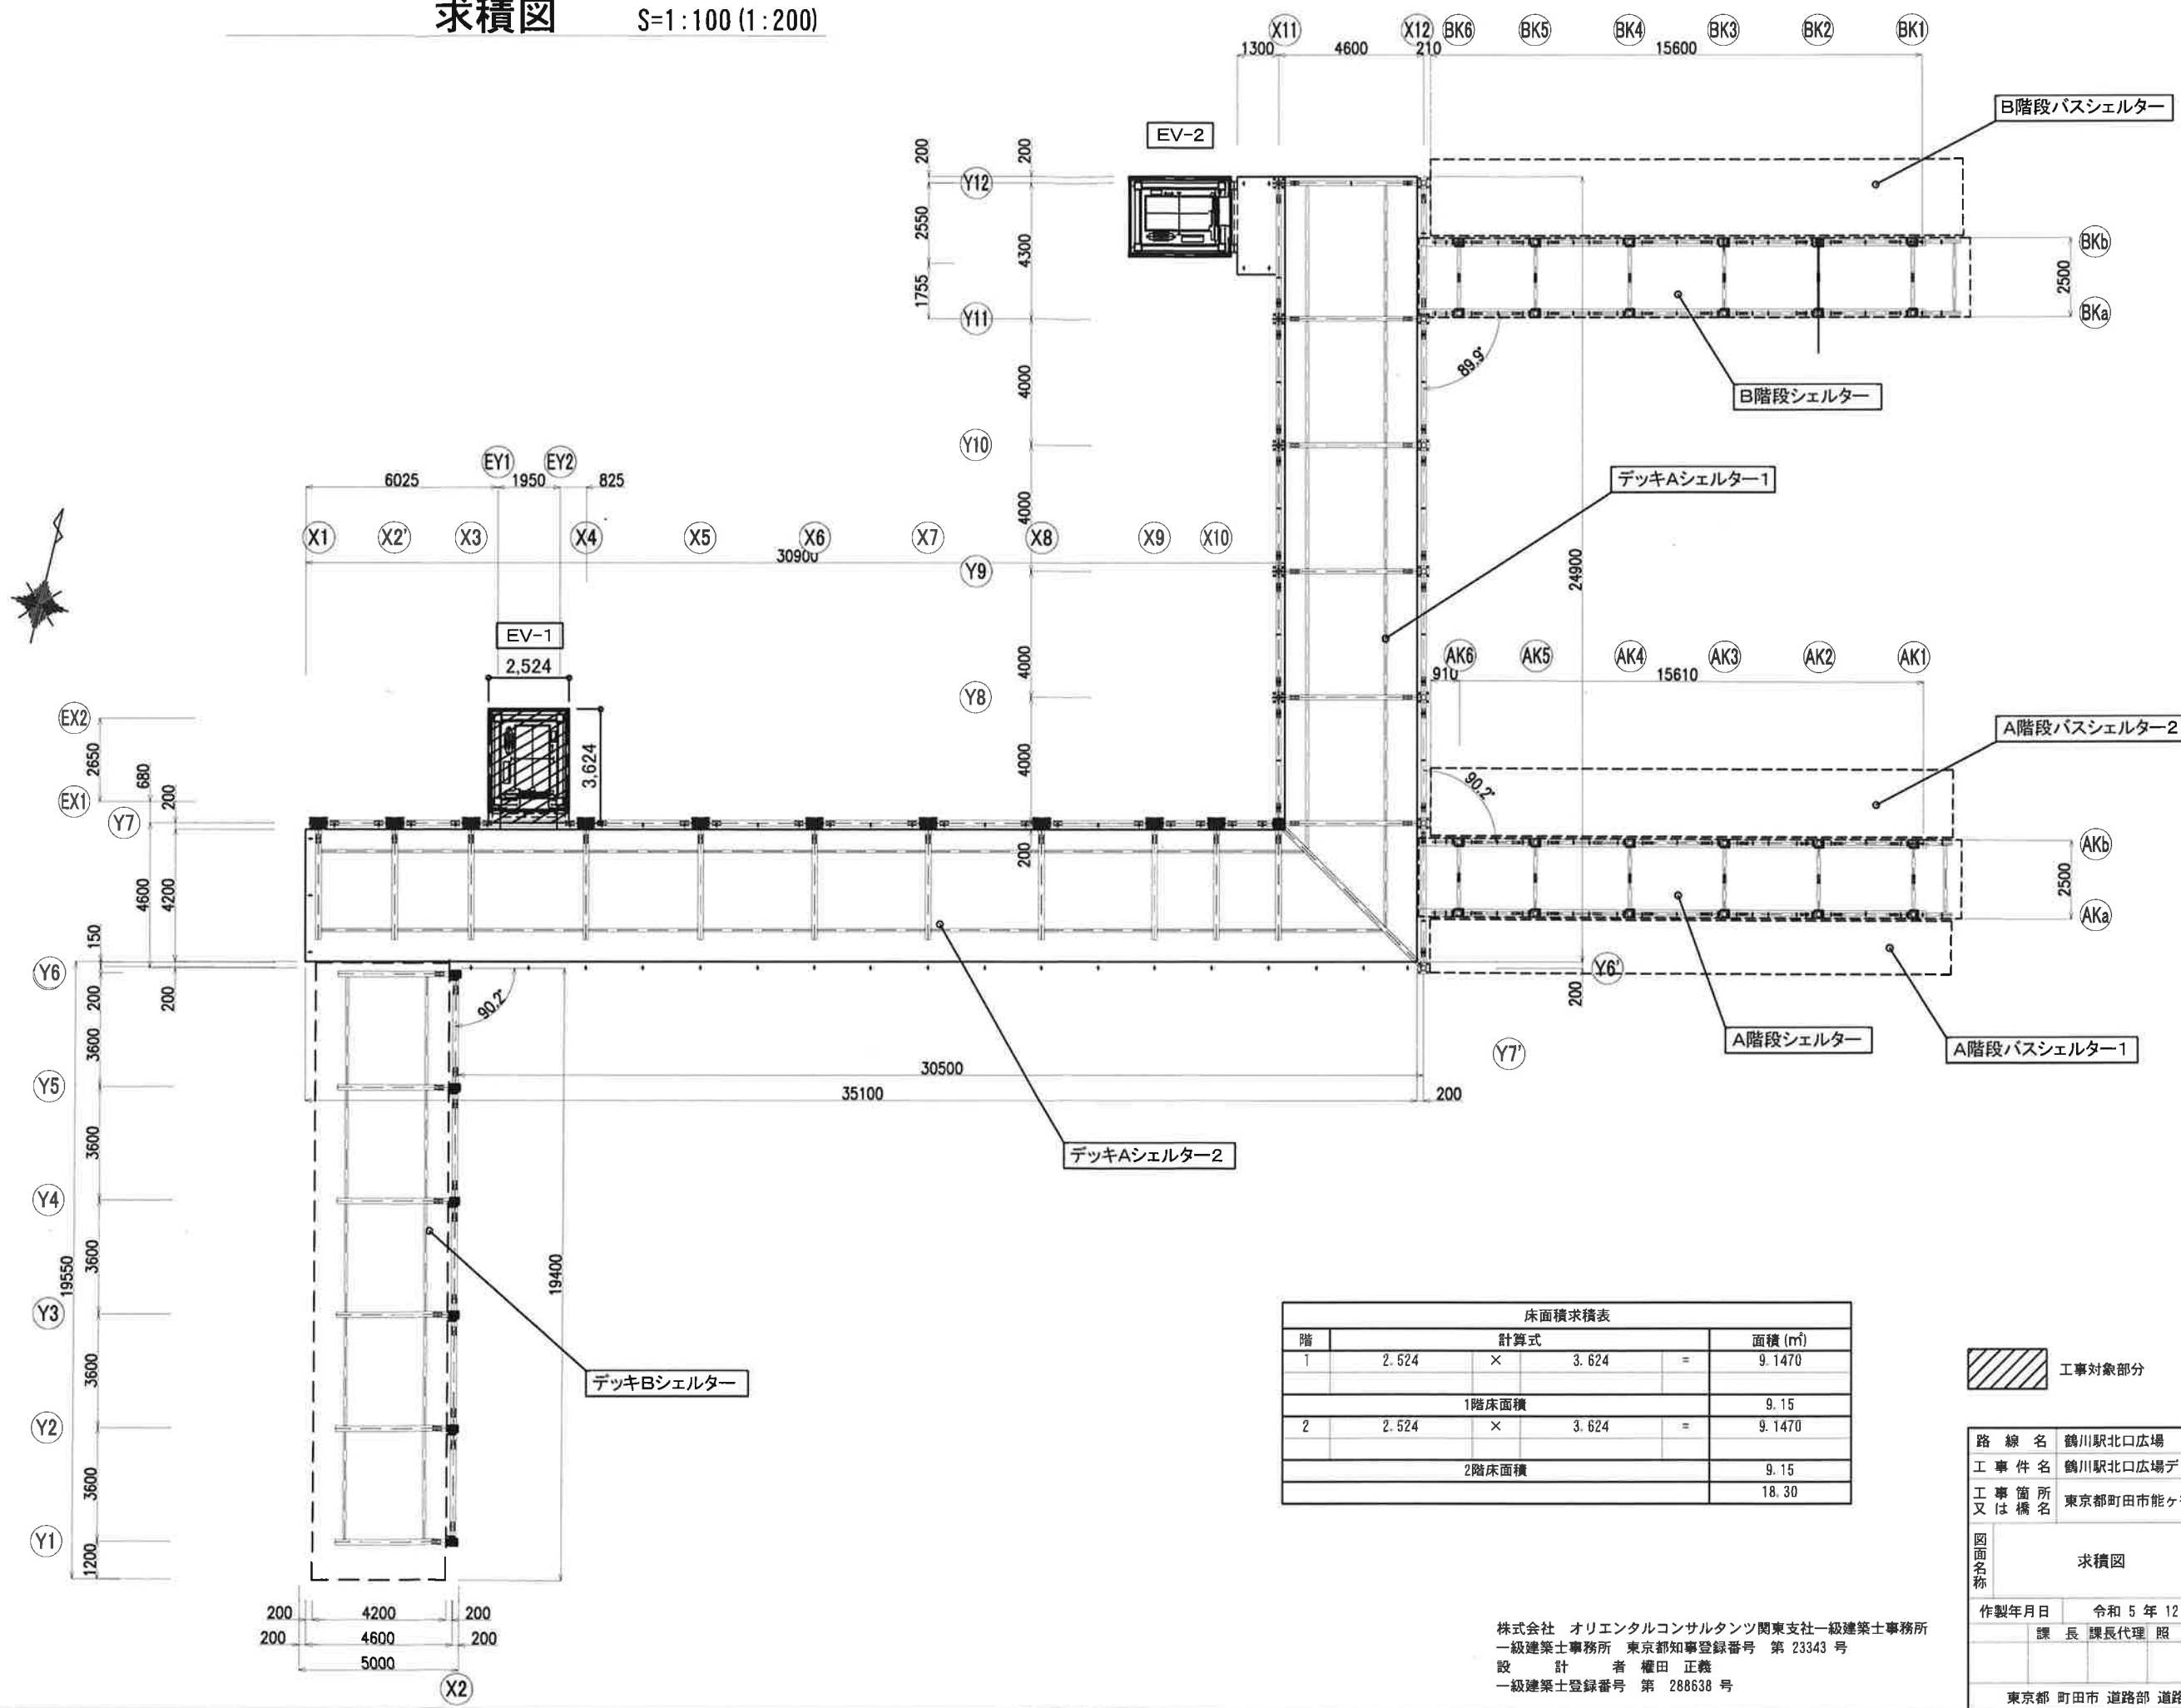 求積図 S=1:100(1:200)
X11 X12 BK6 BK5 BK4 BK3 BK2 BK1
1300 4600 210 15600
B階段バスシェルター
EV-2
200 200
Y12
2550 4300
1755
Y11
BKb
2500
BKa
89.9°
B階段シェルター
4000
Y10
デッキAシェルター1
EY1 EY2
6025 1950 825
4000
X1 X2' X3 X4 X5 X6 X7 X8 X9 X10
30900
Y9
24900
EV-1
2,524
4000
AK6 AK5 AK4 AK3 AK2 AK1
910 15610
Y8
EX2
2650
3,624
4000
A階段バスシェルター2
680
EX1
200
Y7
90.2°
200
AKb
2500
AKa
4600 4200
150
Y6
Y6'
200 200
200
90.2°
A階段シェルター
A階段バスシェルター1
3600
Y7'
30500
Y5
35100 200
3600
デッキAシェルター2
Y4
3600
19550
19400
Y3
3600
デッキBシェルター
Y2
3600
Y1
1200
200 4200 200
200 4600 200
5000
X2
床面積求積表
階 計算式 面積(㎡)
1 2.524 × 3.624 = 9.1470
1階床面積 9.15
2 2.524 × 3.624 = 9.1470
2階床面積 9.15
18.30
工事対象部分
路線名 鶴川駅北口広場
工事件名 鶴川駅北口広場デ
工事箇所又は橋名 東京都町田市能ヶ
図面名称 求積図
作製年月日 令和 5 年 12
課長 課長代理 照
東京都 町田市 道路部 道路
株式会社 オリエンタルコンサルタンツ関東支社一級建築士事務所
一級建築士事務所 東京都知事登録番号 第 23343 号
設計者 權田 正義
一級建築士登録番号 第 288638 号